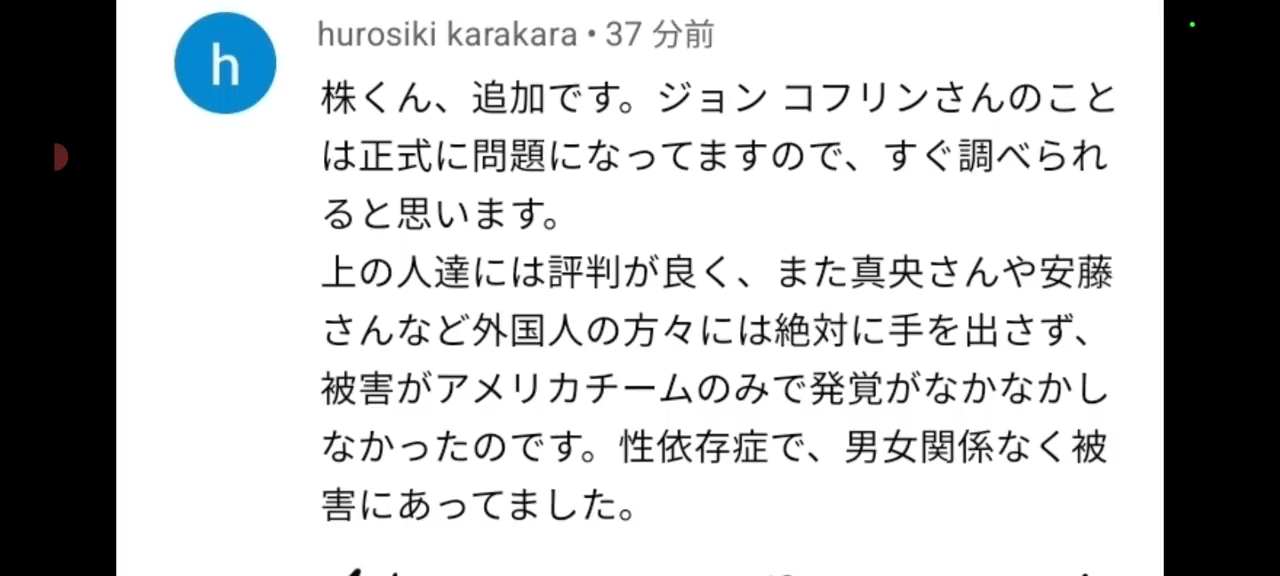 h
hurosiki karakara • 37 分前
株くん、追加です。ジョン コフリンさんのこと
は正式に問題になってますので、すぐ調べられ
ると思います。
上の人達には評判が良く、また真央さんや安藤
さんなど外国人の方々には絶対に手を出さず、
被害がアメリカチームのみで発覚がなかなかし
なかったのです。性依存症で、男女関係なく被
害にあってました。